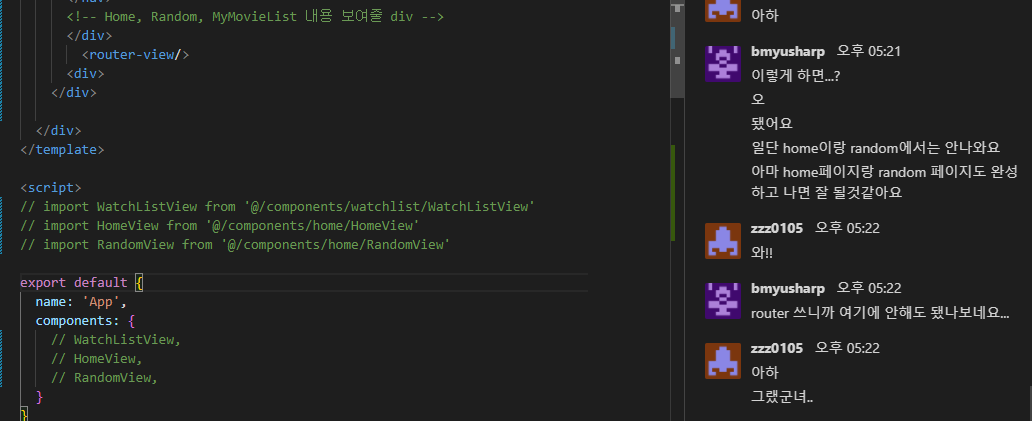 </nav>
<!-- Home, Random, MyMovieList 내용 보여줄 div -->
</div>
<router-view/>
<div>
</div>
</div>
</template>
<script>
// import WatchListView from '@/components/watchlist/WatchListView'
// import HomeView from '@/components/home/HomeView'
// import RandomView from '@/components/home/RandomView'
export default {
name: 'App',
components: {
// WatchListView,
// HomeView,
// RandomView,
}
}
아하
bmyusharp 오후 05:21
이렇게 하면...?
오
됐어요
일단 home이랑 random에서는 안나와요
아마 home페이지랑 random 페이지도 완성
하고 나면 잘 될것같아요
zzz0105 오후 05:22
와!!
bmyusharp 오후 05:22
router 쓰니까 여기에 안해도 됐나보네요...
zzz0105 오후 05:22
아하
그랬군녀..